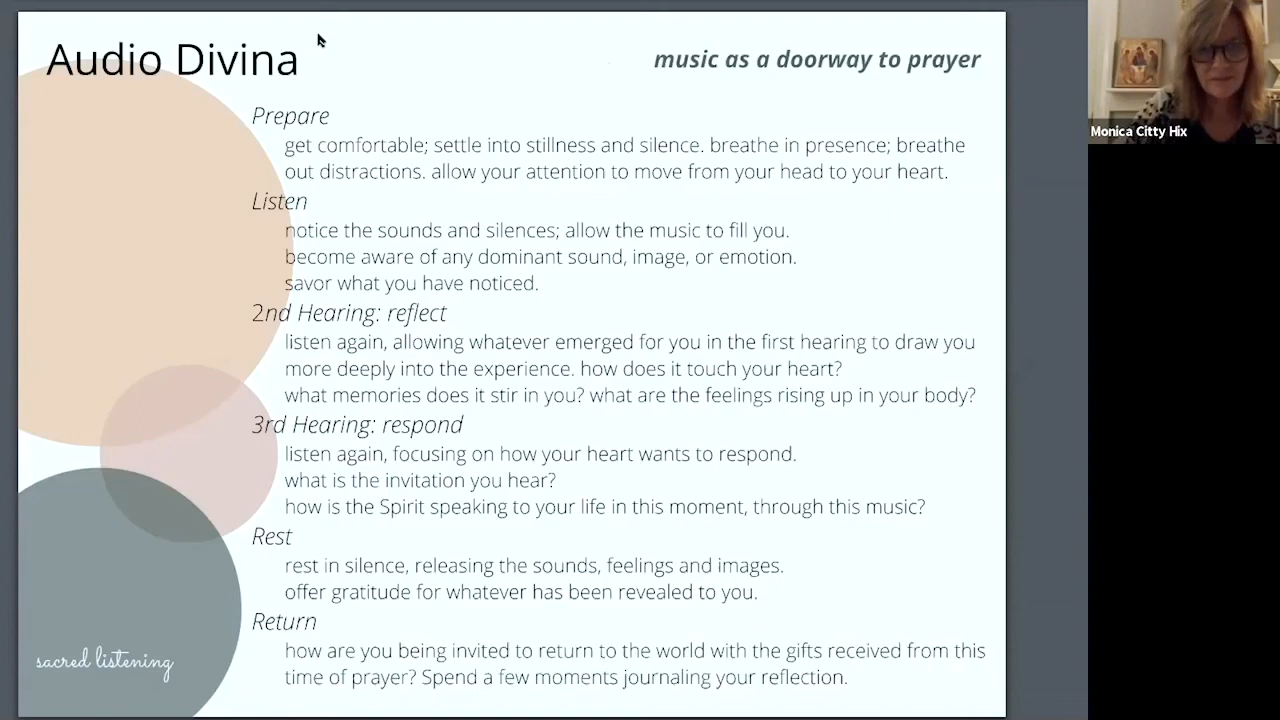 Audio Divina
music as a doorway to prayer
Prepare
get comfortable; settle into stillness and silence. breathe in presence; breathe
out distractions. allow your attention to move from your head to your heart.
Listen
notice the sounds and silences; allow the music to fill you.
become aware of any dominant sound, image, or emotion.
savor what you have noticed.
2nd Hearing: reflect
listen again, allowing whatever emerged for you in the first hearing to draw you
more deeply into the experience. how does it touch your heart?
what memories does it stir in you? what are the feelings rising up in your body?
3rd Hearing: respond
listen again, focusing on how your heart wants to respond.
what is the invitation you hear?
how is the Spirit speaking to your life in this moment, through this music?
Rest
rest in silence, releasing the sounds, feelings and images.
offer gratitude for whatever has been revealed to you.
Return
how are you being invited to return to the world with the gifts received from this
time of prayer? Spend a few moments journaling your reflection.
sacred listening
Monica Citty Hix